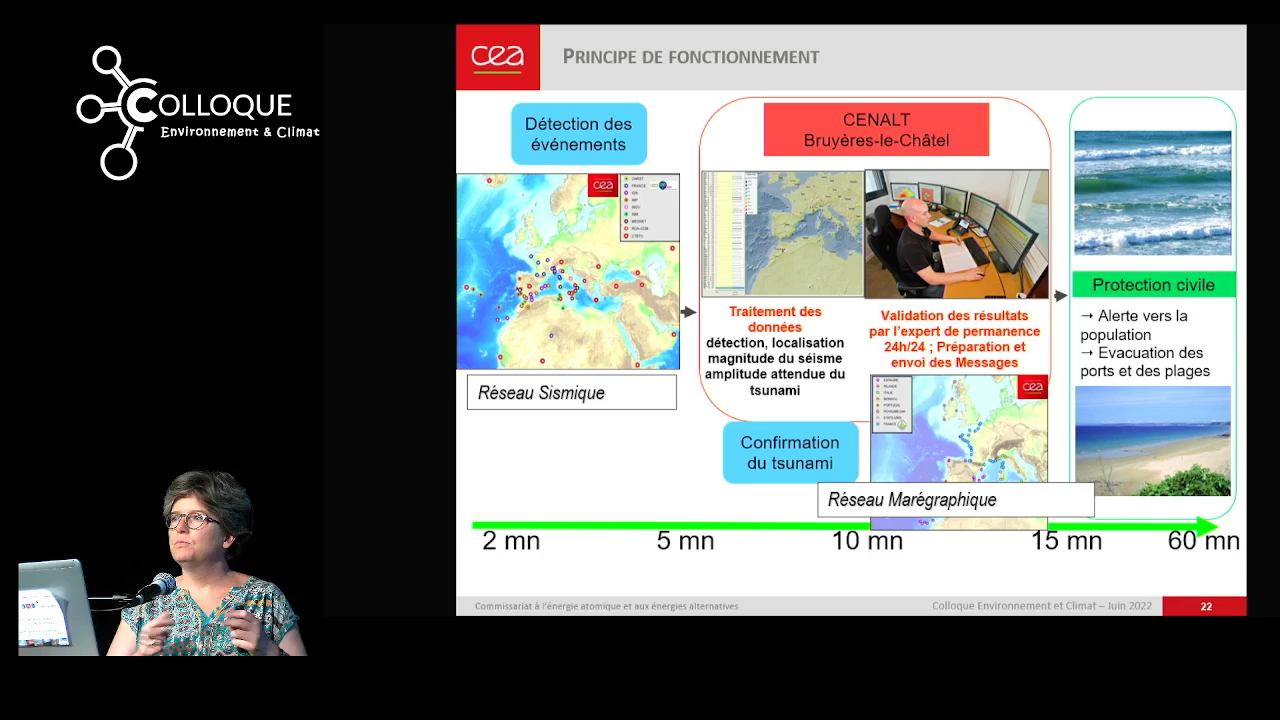 COLLOQUE
Environnement & Climat
cea
PRINCIPE DE FONCTIONNEMENT
Détection des
événements
CENALT
Bruyères-le-Châtel
cea
Protection civile
→ Alerte vers la
population
→ Evacuation des
ports et des plages
Traitement des
données
détection, localisation
magnitude du séisme
amplitude attendue du
tsunami
Validation des résultats
par l'expert de permanence
24h/24 ; Préparation et
envoi des Messages
Réseau Sismique
cea
Confirmation
du tsunami
Réseau Marégraphique
2 mn
5 mn
10 mn
15 mn
60 mn
Commissariat à l'énergie atomique et aux énergies alternatives
Colloque Environnement et Climat – Juin 2022
22